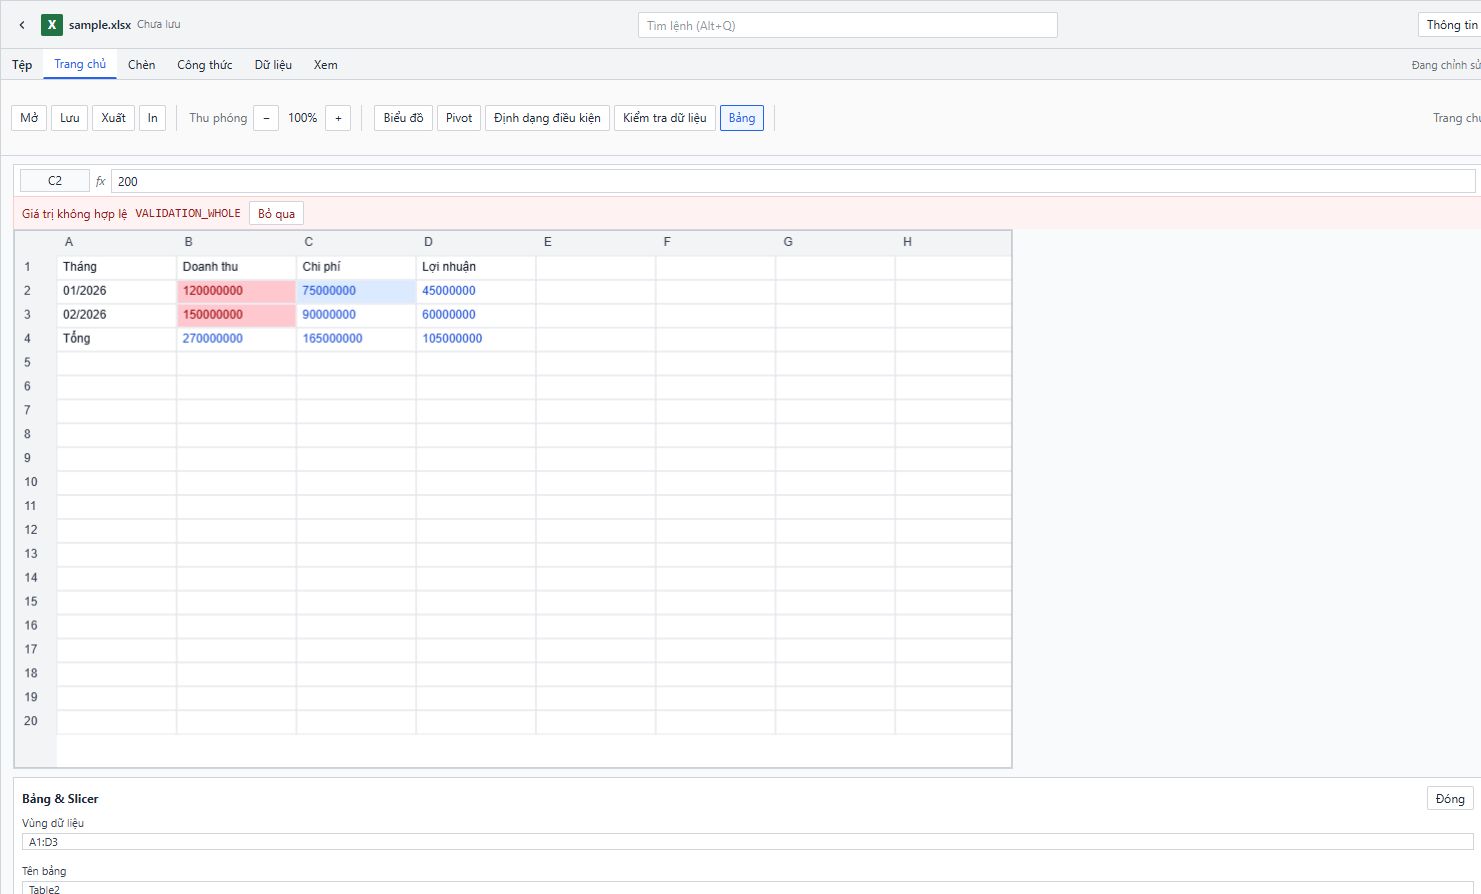 sample.xlsx Chưa lưu Tìm lệnh (Alt+Q) Thông tin
Tệp Trang chủ Chèn Công thức Dữ liệu Xem Đang chỉnh
Mở Lưu Xuất In Thu phóng − 100% + Biểu đồ Pivot Định dạng điều kiện Kiểm tra dữ liệu Bảng Trang
C2 fx 200
Giá trị không hợp lệ VALIDATION_WHOLE Bỏ qua
A B C D E F G H
1 Tháng Doanh thu Chi phí Lợi nhuận
2 01/2026 120000000 75000000 45000000
3 02/2026 150000000 90000000 60000000
4 Tổng 270000000 165000000 105000000
5
6
7
8
9
10
11
12
13
14
15
16
17
18
19
20
Bảng & Slicer Đóng
Vùng dữ liệu
A1:D3
Tên bảng
Table2